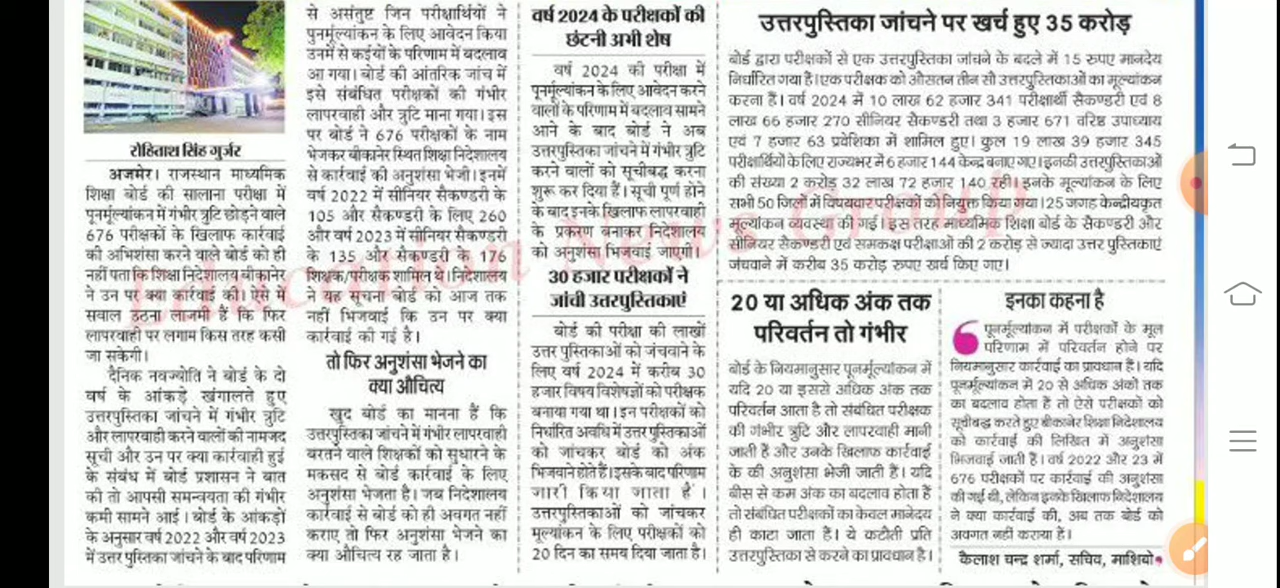 रोहिताश सिंह गुर्जर
अजमेर। राजस्थान माध्यमिक
शिक्षा बोर्ड की सालाना परीक्षा में
पूनर्मूल्यांकन में गंभीर त्रुटि छोड़ने वाले
676 परीक्षकों के खिलाफ कार्रवाई
की अभिशंसा करने वाले बोर्ड को ही
नहीं पता कि शिक्षा निदेशालय बीकानेर
ने उन पर क्या कार्रवाई की। ऐसे में
सवाल उठना लाजमी हैं कि फिर
लापरवाही पर लगाम किस तरह कसी
जा सकेगी।
दैनिक नवज्योति ने बोर्ड के दो
वर्ष के आंकड़े खंगालते हुए
उत्तरपुस्तिका जांचने में गंभीर त्रुटि
और लापरवाही करने वालों की नामजद
सूची और उन पर क्या कार्रवाही हुई
के संबंध में बोर्ड प्रशासन ने बात
की तो आपसी समन्वयता की गंभीर
कमी सामने आई। बोर्ड के आंकड़ों
के अनुसार वर्ष 2022 और वर्ष 2023
में उत्तर पुस्तिका जांचने के बाद परिणाम
से असंतुष्ट जिन परीक्षार्थियों ने
पुनर्मूल्यांकन के लिए आवेदन किया
उनमें से कईयों के परिणाम में बदलाव
आ गया। बोर्ड की आंतरिक जांच में
इसे संबंधित परीक्षकों की गंभीर
लापरवाही और त्रुटि माना गया। इस
पर बोर्ड ने 676 परीक्षकों के नाम
भेजकर बीकानेर स्थित शिक्षा निदेशालय
से कार्रवाई की अनुशंषा भेजी। इनमें
वर्ष 2022 में सीनियर सैकण्डरी के
105 और सैकण्डरी के लिए 260
और वर्ष 2023 में सीनियर सैकण्डरी
के 135 और सैकण्डरी के 176
शिक्षक/परीक्षक शामिल थे। निदेशालय
ने यह सूचना बोर्ड को आज तक
नहीं भिजवाई कि उन पर क्या
कार्रवाई की गई है।
तो फिर अनुशंसा भेजने का
क्या औचित्य
खुद बोर्ड का मानना हैं कि
उत्तरपुस्तिका जांचने में गंभीर लापरवाही
बरतने वाले शिक्षकों को सुधारने के
मकसद से बोर्ड कार्रवाई के लिए
अनुशंसा भेजता है। जब निदेशालय
कार्रवाई से बोर्ड को ही अवगत नहीं
कराए तो फिर अनुशंसा भेजने का
क्या औचित्य रह जाता है।
वर्ष 2024 के परीक्षकों की
छंटनी अभी शेष
वर्ष 2024 की परीक्षा में
पूनर्मूल्यांकन के लिए आवेदन करने
वालों के परिणाम में बदलाव सामने
आने के बाद बोर्ड ने अब
उत्तरपुस्तिका जांचने में गंभीर त्रुटि
करने वालों को सूचीबद्ध करना
शुरू कर दिया हैं। सूची पूर्ण होने
के बाद इनके खिलाफ लापरवाही
के प्रकरण बनाकर निदेशालय
को अनुशंसा भिजवाई जाएगी।
30 हजार परीक्षकों ने
जांची उतरपुस्तिकाएं
बोर्ड की परीक्षा की लाखों
उत्तर पुस्तिकाओं को जंचवाने के
लिए वर्ष 2024 में करीब 30
हजार विषय विशेषज्ञों को परीक्षक
बनाया गया था। इन परीक्षकों को
निर्धारित अवधि में उत्तर पुस्तिकाओं
को जांचकर बोर्ड को अंक
भिजवाने होते हैं। इसके बाद परिणाम
जारी किया जाता है।
उत्तरपुस्तिकाओं को जांचकर
मूल्यांकन के लिए परीक्षकों को
20 दिन का समय दिया जाता है।
उत्तरपुस्तिका जांचने पर खर्च हुए 35 करोड़
बोर्ड द्वारा परीक्षकों से एक उत्तरपुस्तिका जांचने के बदले में 15 रुपए मानदेय
निर्धारित गया हैं। एक परीक्षक को औसतन तीन सौ उत्तरपुस्तिकाओं का मूल्यांकन
करना हैं। वर्ष 2024 में 10 लाख 62 हजार 341 परीक्षार्थी सैकण्डरी एवं 8
लाख 66 हजार 270 सीनियर सैकण्डरी तथा 3 हजार 671 वरिष्ठ उपाध्याय
एवं 7 हजार 63 प्रवेशिका में शामिल हुए। कुल 19 लाख 39 हजार 345
परीक्षार्थियों के लिए राज्यभर में 6 हजार 144 केन्द्र बनाए गए। इनकी उत्तरपुस्तिकाओं
की संख्या 2 करोड़ 32 लाख 72 हजार 140 रही। इनके मूल्यांकन के लिए
सभी 50 जिलों में विषयवार परीक्षकों को नियुक्त किया गया। 25 जगह केन्द्रीयकृत
मूल्यांकन व्यवस्था की गई। इस तरह माध्यमिक शिक्षा बोर्ड के सैकण्डरी और
सीनियर सैकण्डरी एवं समकक्ष परीक्षाओं की 2 करोड़ से ज्यादा उत्तर पुस्तिकाएं
जंचवाने में करीब 35 करोड़ रुपए खर्च किए गए।
20 या अधिक अंक तक
परिवर्तन तो गंभीर
बोर्ड के नियमानुसार पूनर्मूल्यांकन में
यदि 20 या इससे अधिक अंक तक
परिवर्तन आता है तो संबंधित परीक्षक
की गंभीर त्रुटि और लापरवाही मानी
जाती हैं और उनके खिलाफ कार्रवाई
के की अनुशंसा भेजी जाती हैं। यदि
बीस से कम अंक का बदलाव होता हैं
तो संबंधित परीक्षकों का केवल मानेदय
ही काटा जाता हैं। ये कटौती प्रति
उत्तरपुस्तिका से करने का प्रावधान है।
इनका कहना है
पूनर्मूल्यांकन में परीक्षकों के मूल
परिणाम में परिवर्तन होने पर
नियमानुसार कार्रवाई का प्रावधान हैं। यदि
पूनर्मूल्यांकन में 20 से अधिक अंकों तक
का बदलाव होता हैं तो ऐसे परीक्षकों को
सूचीबद्ध करते हुए बीकानेर शिक्षा निदेशालय
को कार्रवाई की लिखित में अनुशंसा
भिजवाई जाती हैं। वर्ष 2022 और 23 में
676 परीक्षकों पर कार्रवाई की अनुशंसा
की गई थी, लेकिन इनके खिलाफ निदेशालय
ने क्या कार्रवाई की, अब तक बोर्ड को
अवगत नहीं कराया है।
कैलाश चन्द्र शर्मा, सचिव, माशिबो
Education News Group